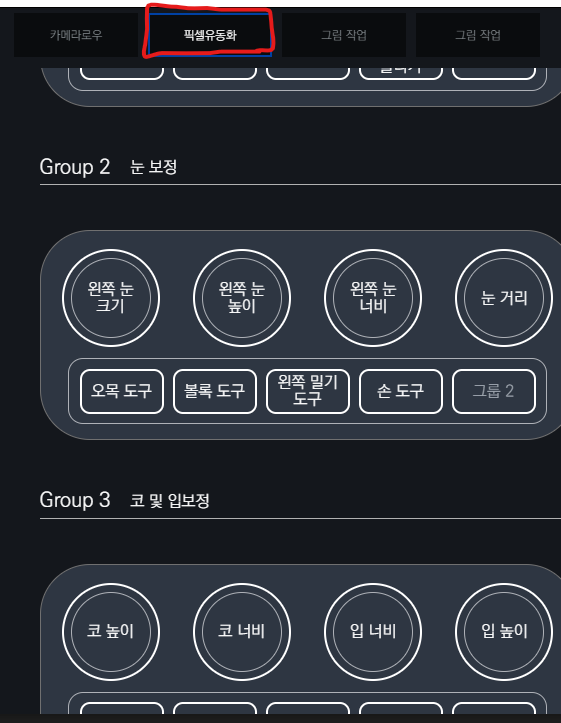 카메라로우 픽셀유동화 그림 작업 그림 작업
Group 2 눈 보정
왼쪽 눈
크기
왼쪽 눈
높이
왼쪽 눈
너비
눈 거리
오목 도구
볼록 도구
왼쪽 밀기
도구
손 도구
그룹 2
Group 3 코 및 입보정
코 높이
코 너비
입 너비
입 높이